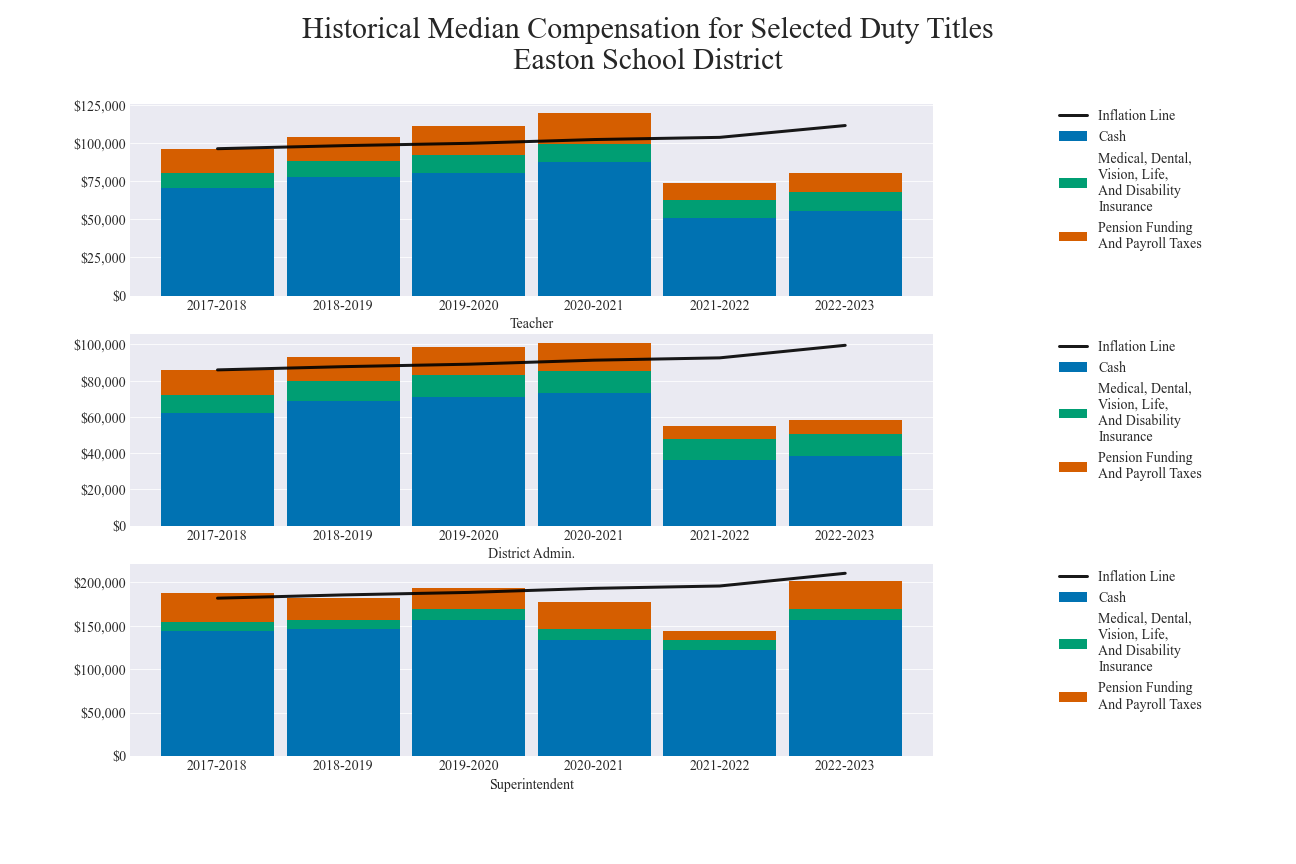 Historical Median Compensation for Selected Duty Titles
Easton School District
$125,000
$100,000
$75,000
$50,000
$25,000
$0
2017-2018 2018-2019 2019-2020 2020-2021 2021-2022 2022-2023
Teacher
Inflation Line
Cash
Medical, Dental,
Vision, Life,
And Disability
Insurance
Pension Funding
And Payroll Taxes
$100,000
$80,000
$60,000
$40,000
$20,000
$0
2017-2018 2018-2019 2019-2020 2020-2021 2021-2022 2022-2023
District Admin.
Inflation Line
Cash
Medical, Dental,
Vision, Life,
And Disability
Insurance
Pension Funding
And Payroll Taxes
$200,000
$150,000
$100,000
$50,000
$0
2017-2018 2018-2019 2019-2020 2020-2021 2021-2022 2022-2023
Superintendent
Inflation Line
Cash
Medical, Dental,
Vision, Life,
And Disability
Insurance
Pension Funding
And Payroll Taxes